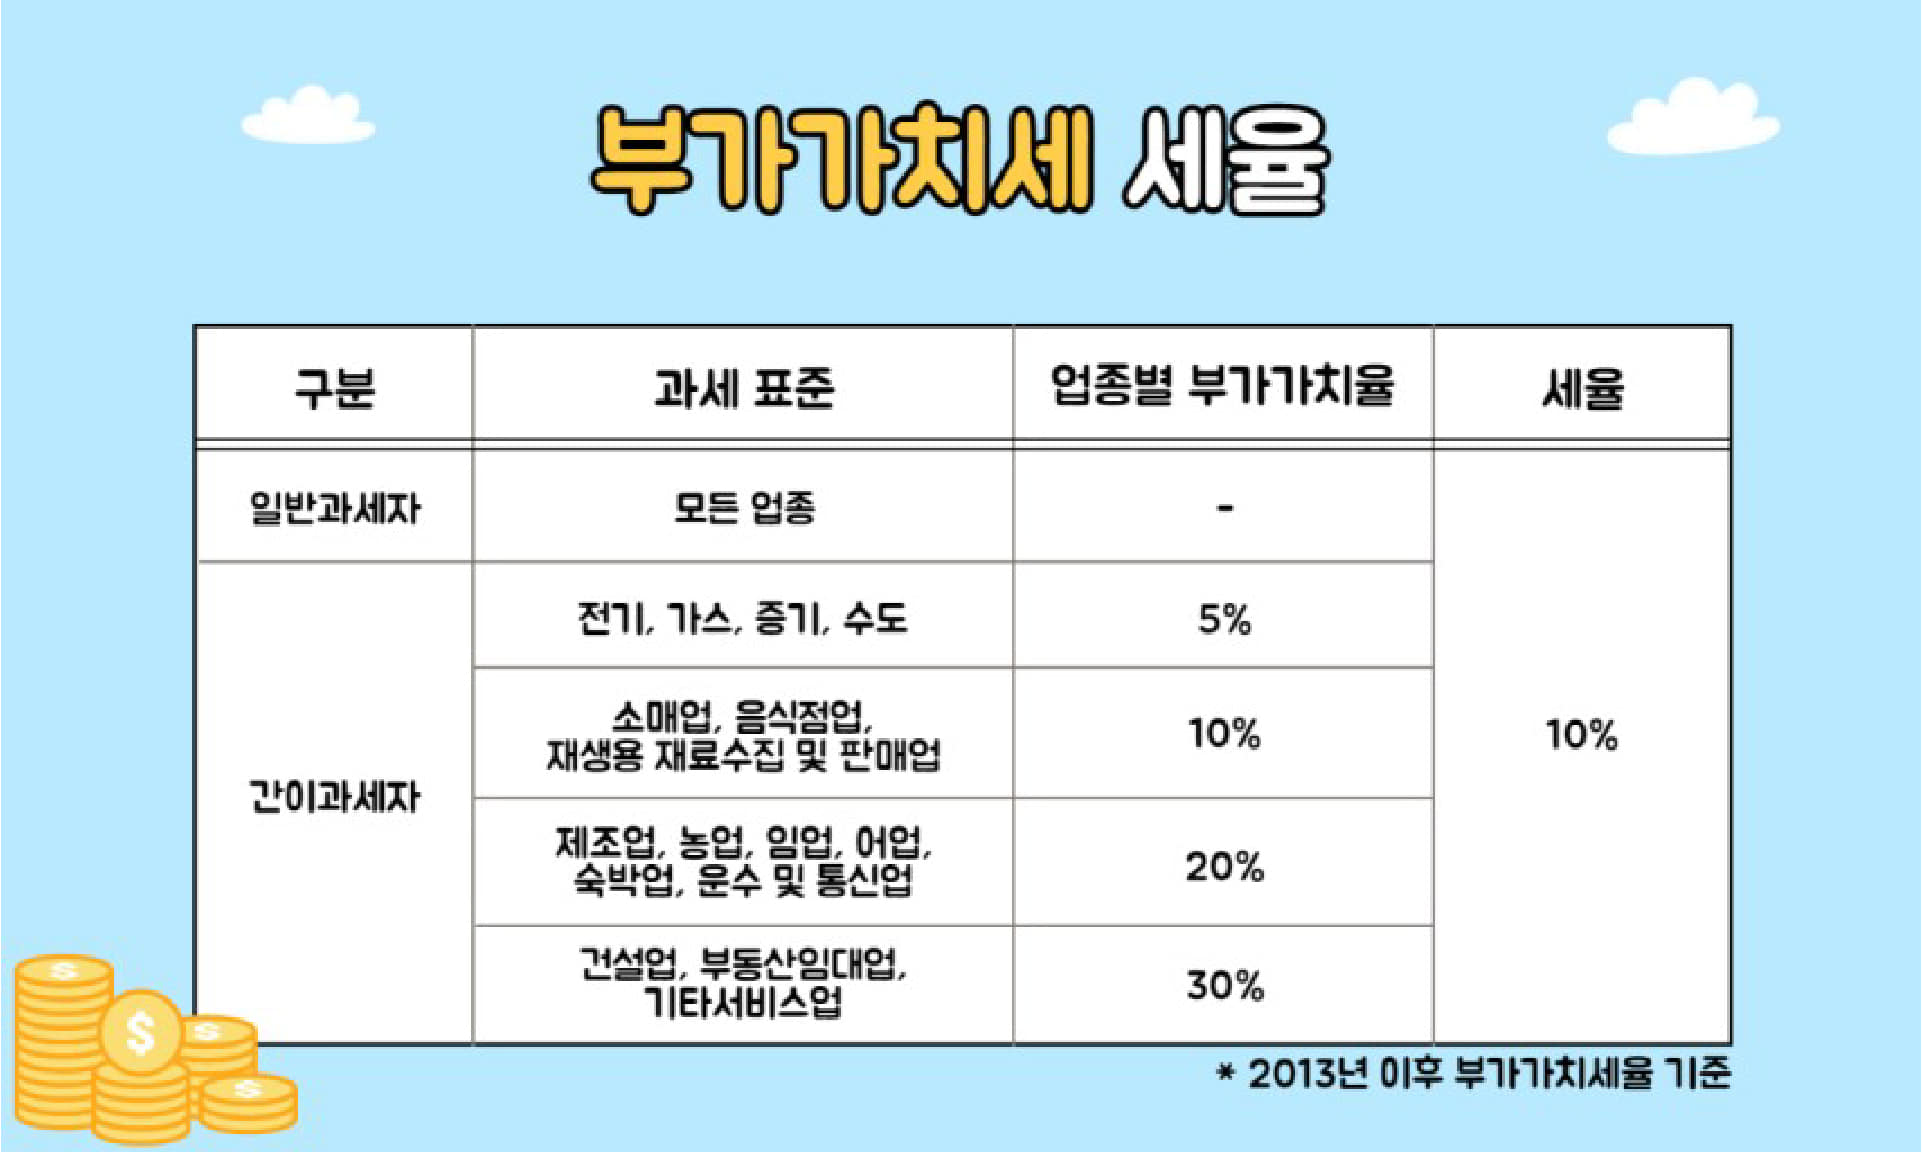 부가가치세 세율
구분 과세 표준 업종별 부가가치율 세율
일반과세자 모든 업종 -
전기, 가스, 증기, 수도 5%
소매업, 음식점업,
재생용 재료수집 및 판매업
10%
10%
간이과세자
제조업, 농업, 임업, 어업,
숙박업, 운수 및 통신업
20%
건설업, 부동산임대업,
기타서비스업
30%
* 2013년 이후 부가가치세율 기준
$
$
$
$